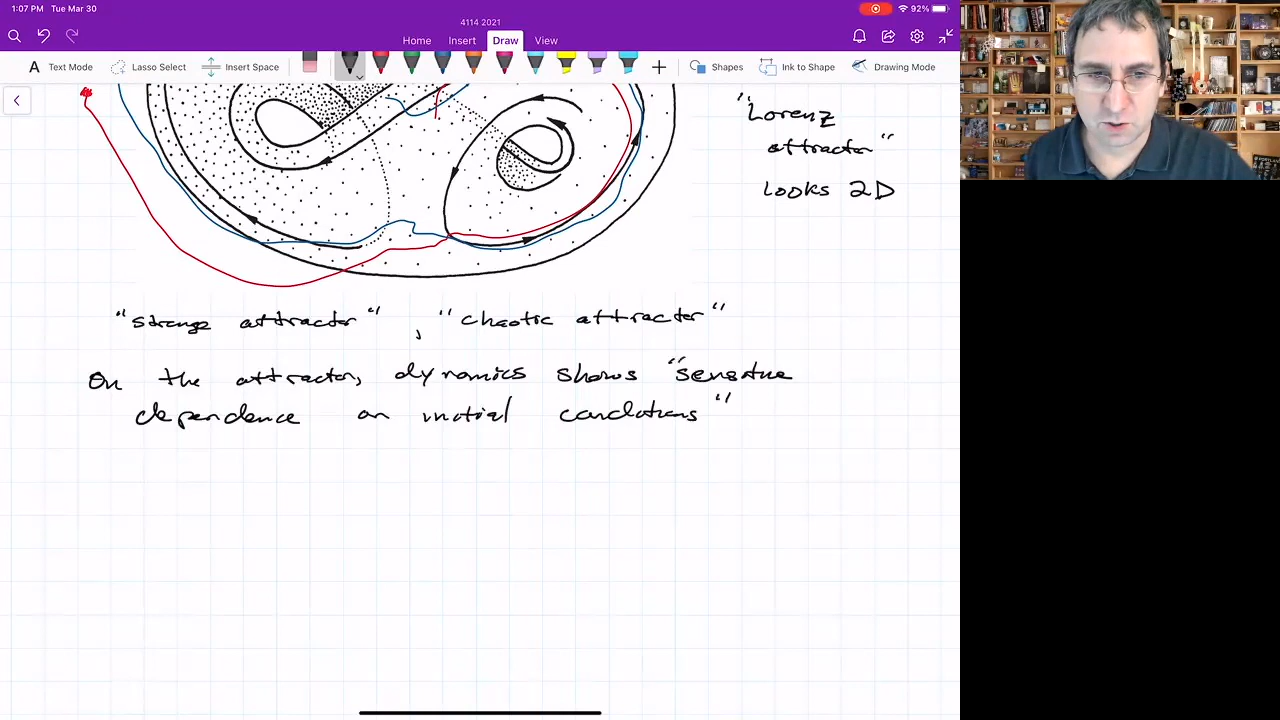 1:07 PM Tue Mar 30
92%
4114 2021
Home Insert Draw View
Text Mode Lasso Select Insert Space Shapes Ink to Shape Drawing Mode
"Lorenz
attractor"
Looks 2D
"strange attractor", "chaotic attractor"
On the attractor, dynamics shows "sensitive
dependence on initial conditions"